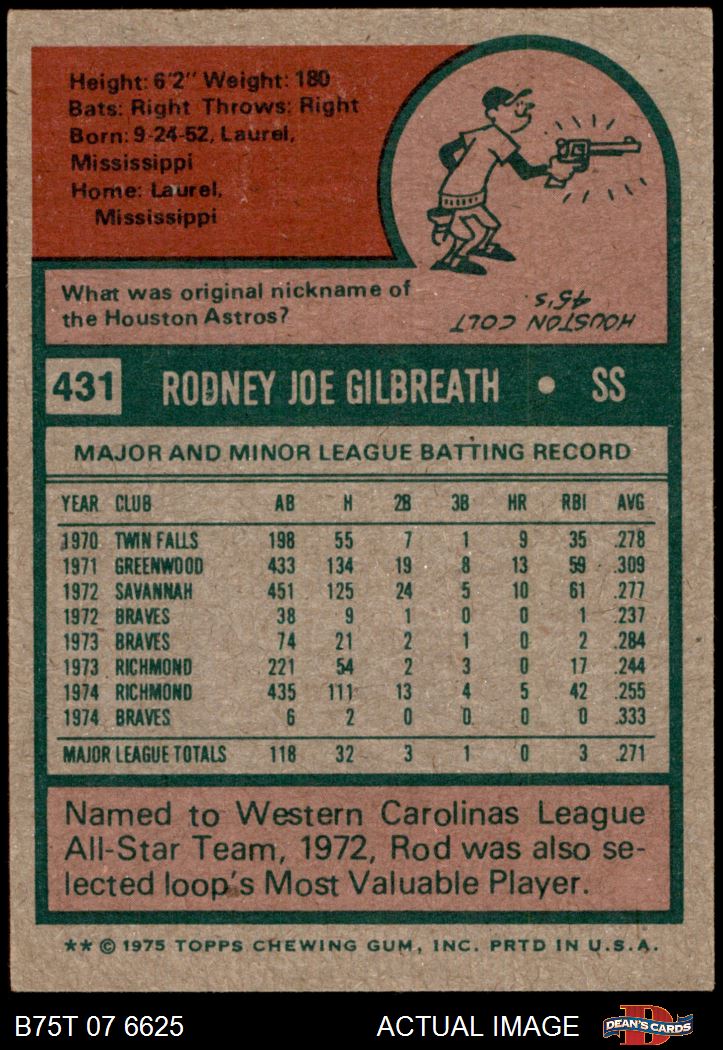 Height: 6'2" Weight: 180
Bats: Right Throws: Right
Born: 9-24-52, Laurel,
Mississippi
Home: Laurel,
Mississippi
What was original nickname of
the Houston Astros?
HOUSTON COLT
45'S.
431 RODNEY JOE GILBREATH • SS
MAJOR AND MINOR LEAGUE BATTING RECORD
YEAR CLUB AB H 2B 3B HR RBI AVG
1970 TWIN FALLS 198 55 7 1 9 35 .278
1971 GREENWOOD 433 134 19 8 13 59 .309
1972 SAVANNAH 451 125 24 5 10 61 .277
1972 BRAVES 38 9 1 0 0 1 .237
1973 BRAVES 74 21 2 1 0 2 .284
1973 RICHMOND 221 54 2 3 0 17 .244
1974 RICHMOND 435 111 13 4 5 42 .255
1974 BRAVES 6 2 0 0 0 0 .333
MAJOR LEAGUE TOTALS 118 32 3 1 0 3 .271
Named to Western Carolinas League
All-Star Team, 1972, Rod was also se-
lected loop's Most Valuable Player.
** © 1975 TOPPS CHEWING GUM, INC. PRTD IN U.S.A.
B75T 07 6625 ACTUAL IMAGE D DEAN'S CARDS